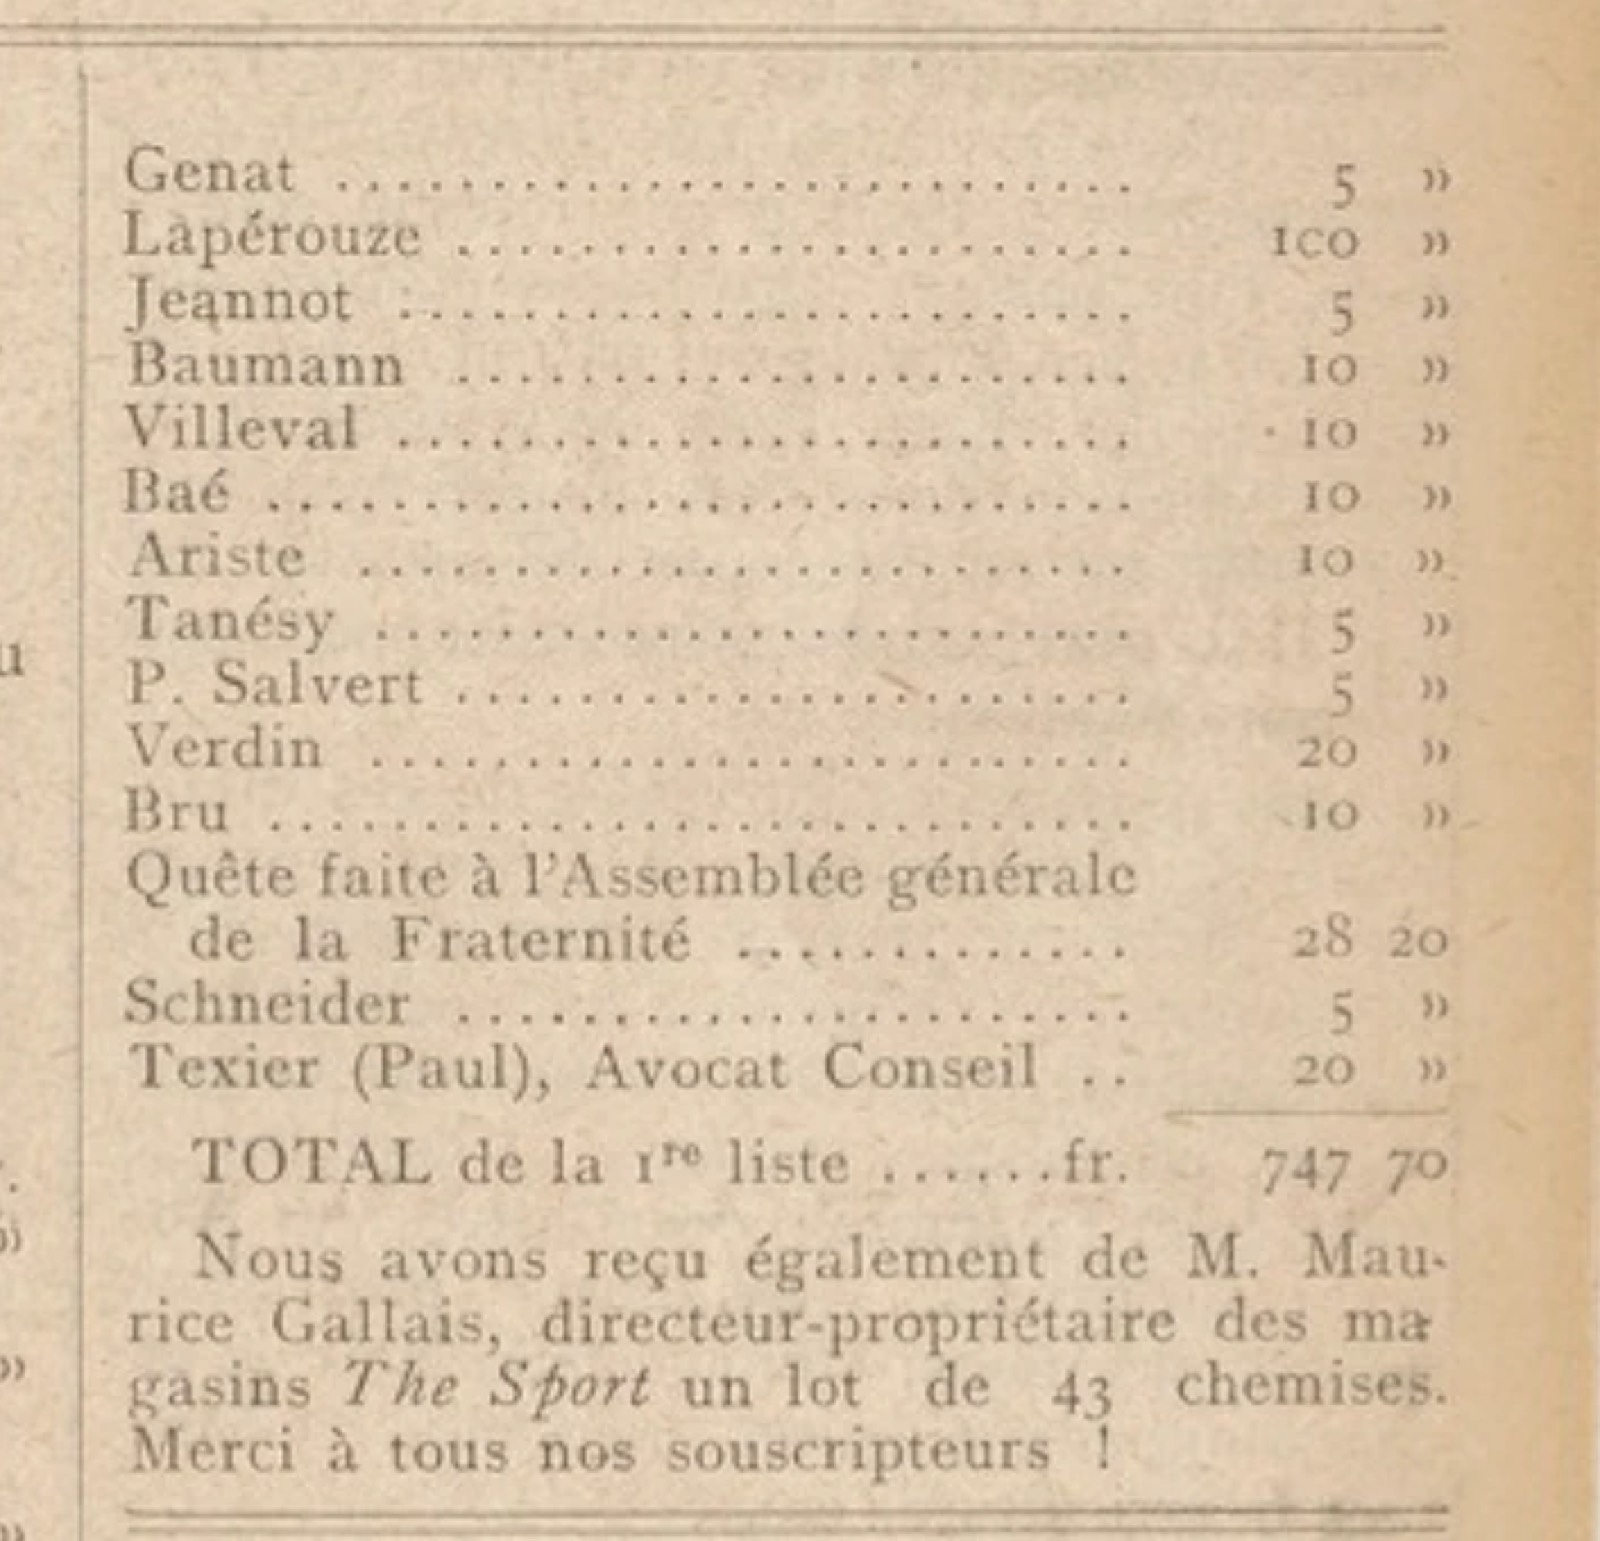 Genat .......................... 5 »
Lapérouze ...................... 100 »
Jeannot ........................ 5 »
Baumann ...................... 10 »
Villeval ........................ 10 »
Baé ............................ 10 »
Ariste ......................... 10 »
Tanésy ......................... 5 »
P. Salvert ...................... 5 »
Verdin ......................... 20 »
Bru ............................ 10 »
Quête faite à l'Assemblée générale
de la Fraternité ............. 28 20
Schneider ...................... 5 »
Texier (Paul), Avocat Conseil .. 20 »
TOTAL de la 1re liste ......fr. 747 70
Nous avons reçu également de M. Mau-
rice Gallais, directeur-propriétaire des ma-
gasins The Sport un lot de 43 chemises.
Merci à tous nos souscripteurs !